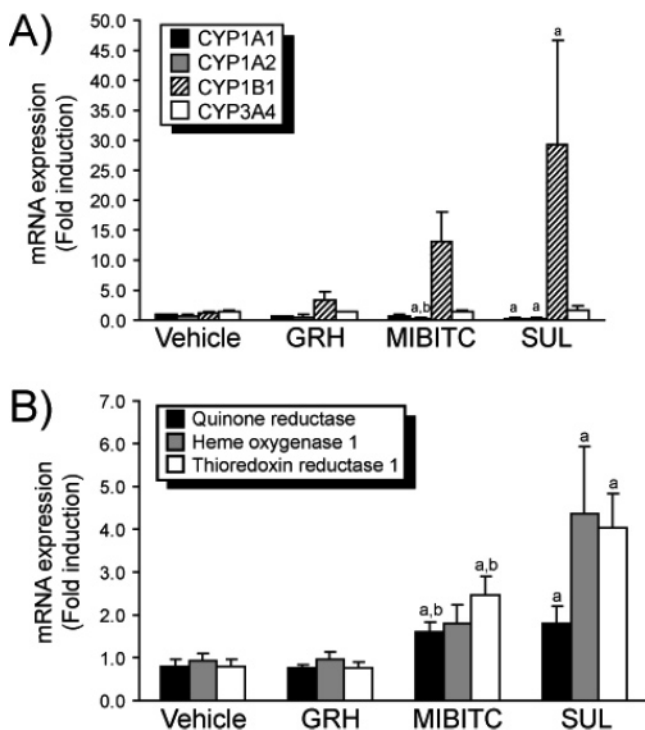 A)
mRNA expression
(Fold induction)
50.0
45.0
40.0
35.0
30.0
25.0
20.0
15.0
10.0
5.0
0.0
CYP1A1
CYP1A2
CYP1B1
CYP3A4
a,b
a
a
a
Vehicle GRH MIBITC SUL
B)
mRNA expression
(Fold induction)
7.0
6.0
5.0
4.0
3.0
2.0
1.0
0.0
Quinone reductase
Heme oxygenase 1
Thioredoxin reductase 1
a,b
a,b
a
a
a
Vehicle GRH MIBITC SUL